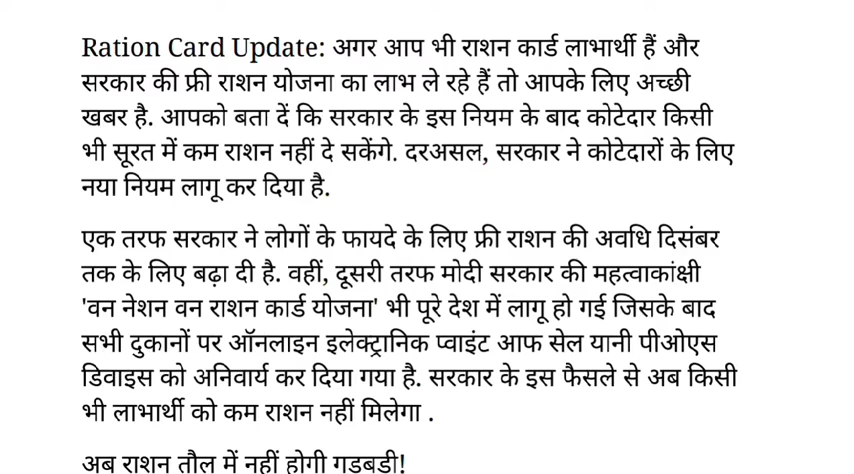 Ration Card Update: अगर आप भी राशन कार्ड लाभार्थी हैं और
सरकार की फ्री राशन योजना का लाभ ले रहे हैं तो आपके लिए अच्छी
खबर है. आपको बता दें कि सरकार के इस नियम के बाद कोटेदार किसी
भी सूरत में कम राशन नहीं दे सकेंगे. दरअसल, सरकार ने कोटेदारों के लिए
नया नियम लागू कर दिया है.
एक तरफ सरकार ने लोगों के फायदे के लिए फ्री राशन की अवधि दिसंबर
तक के लिए बढ़ा दी है. वहीं, दूसरी तरफ मोदी सरकार की महत्वाकांक्षी
'वन नेशन वन राशन कार्ड योजना' भी पूरे देश में लागू हो गई जिसके बाद
सभी दुकानों पर ऑनलाइन इलेक्ट्रानिक प्वाइंट आफ सेल यानी पीओएस
डिवाइस को अनिवार्य कर दिया गया है. सरकार के इस फैसले से अब किसी
भी लाभार्थी को कम राशन नहीं मिलेगा .
अब राशन तौल में नहीं होगी गड़बड़ी!